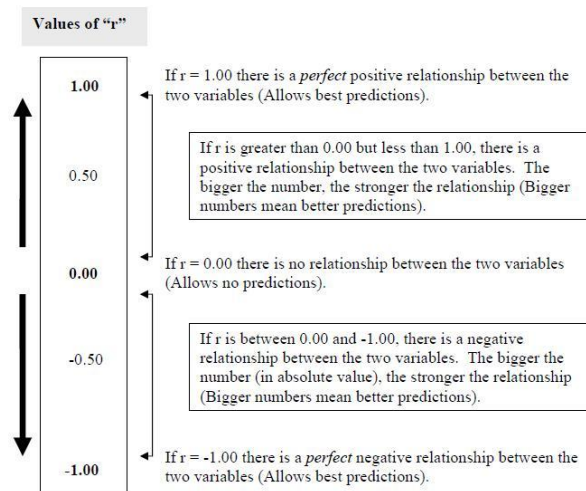 Values of “r”
1.00
If r = 1.00 there is a perfect positive relationship between the
two variables (Allows best predictions).
If r is greater than 0.00 but less than 1.00, there is a
positive relationship between the two variables.  The
bigger the number, the stronger the relationship (Bigger
numbers mean better predictions).
0.50
0.00
If r = 0.00 there is no relationship between the two variables
(Allows no predictions).
If r is between 0.00 and -1.00, there is a negative
relationship between the two variables.  The bigger the
number (in absolute value), the stronger the relationship
(Bigger numbers mean better predictions).
-0.50
-1.00
If r = -1.00 there is a perfect negative relationship between the
two variables (Allows best predictions).